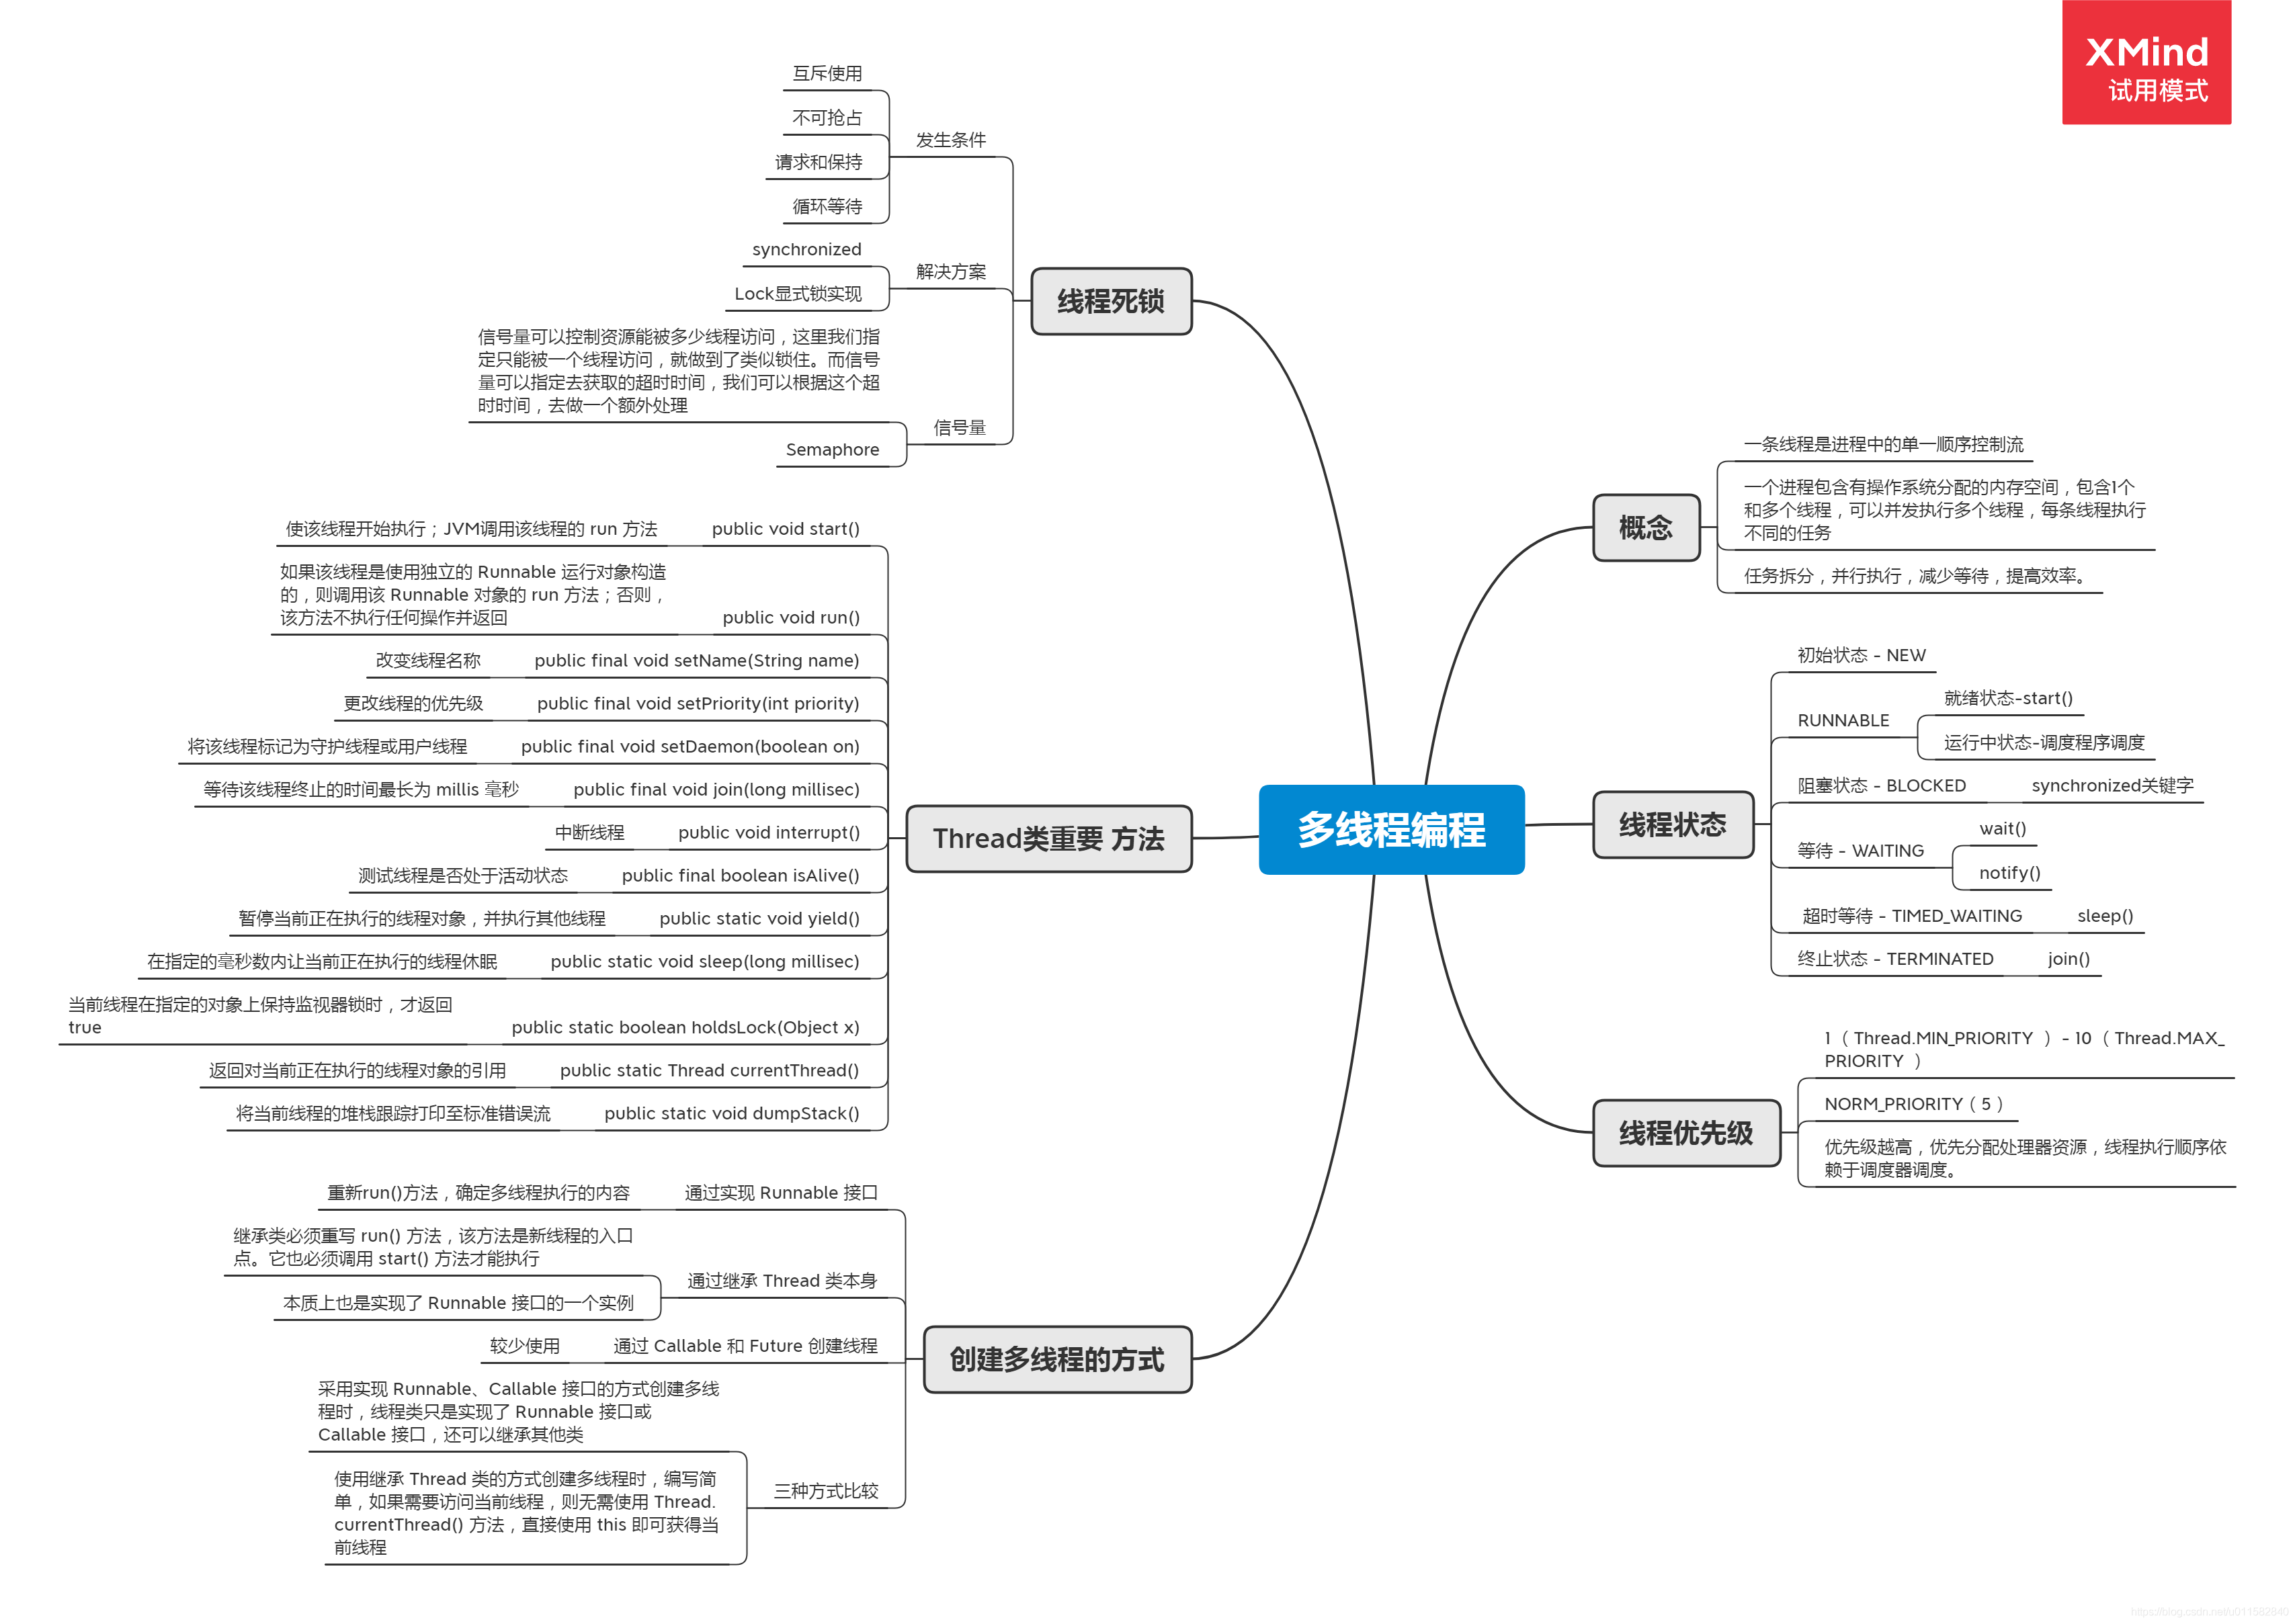 XMind
试用模式
多线程编程
概念
一条线程是进程中的单一顺序控制流
一个进程包含有操作系统分配的内存空间，包含1个
和多个线程，可以并发执行多个线程，每条线程执行
不同的任务
任务拆分，并行执行，减少等待，提高效率。
线程状态
初始状态 - NEW
RUNNABLE
就绪状态-start()
运行中状态-调度程序调度
阻塞状态 - BLOCKED
synchronized关键字
等待 - WAITING
wait()
notify()
超时等待 - TIMED_WAITING
sleep()
终止状态 - TERMINATED
join()
线程优先级
1（ Thread.MIN_PRIORITY ）- 10（ Thread.MAX_
PRIORITY ）
NORM_PRIORITY（ 5 ）
优先级越高，优先分配处理器资源，线程执行顺序依
赖于调度器调度。
线程死锁
发生条件
互斥使用
不可抢占
请求和保持
循环等待
解决方案
synchronized
Lock显式锁实现
信号量
信号量可以控制资源能被多少线程访问，这里我们指
定只能被一个线程访问，就做到了类似锁住。而信号
量可以指定去获取的超时时间，我们可以根据这个超
时时间，去做一个额外处理
Semaphore
Thread类重要 方法
public void start()
使该线程开始执行；JVM调用该线程的 run 方法
public void run()
如果该线程是使用独立的 Runnable 运行对象构造
的，则调用该 Runnable 对象的 run 方法；否则，
该方法不执行任何操作并返回
public final void setName(String name)
改变线程名称
public final void setPriority(int priority)
更改线程的优先级
public final void setDaemon(boolean on)
将该线程标记为守护线程或用户线程
public final void join(long millisec)
等待该线程终止的时间最长为 millis 毫秒
public void interrupt()
中断线程
public final boolean isAlive()
测试线程是否处于活动状态
public static void yield()
暂停当前正在执行的线程对象，并执行其他线程
public static void sleep(long millisec)
在指定的毫秒数内让当前正在执行的线程休眠
public static boolean holdsLock(Object x)
当前线程在指定的对象上保持监视器锁时，才返回
true
public static Thread currentThread()
返回对当前正在执行的线程对象的引用
public static void dumpStack()
将当前线程的堆栈跟踪打印至标准错误流
创建多线程的方式
通过实现 Runnable 接口
重新run()方法，确定多线程执行的内容
通过继承 Thread 类本身
继承类必须重写 run() 方法，该方法是新线程的入口
点。它也必须调用 start() 方法才能执行
本质上也是实现了 Runnable 接口的一个实例
通过 Callable 和 Future 创建线程
较少使用
三种方式比较
采用实现 Runnable、Callable 接口的方式创建多线
程时，线程类只是实现了 Runnable 接口或
Callable 接口，还可以继承其他类
使用继承 Thread 类的方式创建多线程时，编写简
单，如果需要访问当前线程，则无需使用 Thread.
currentThread() 方法，直接使用 this 即可获得当
前线程